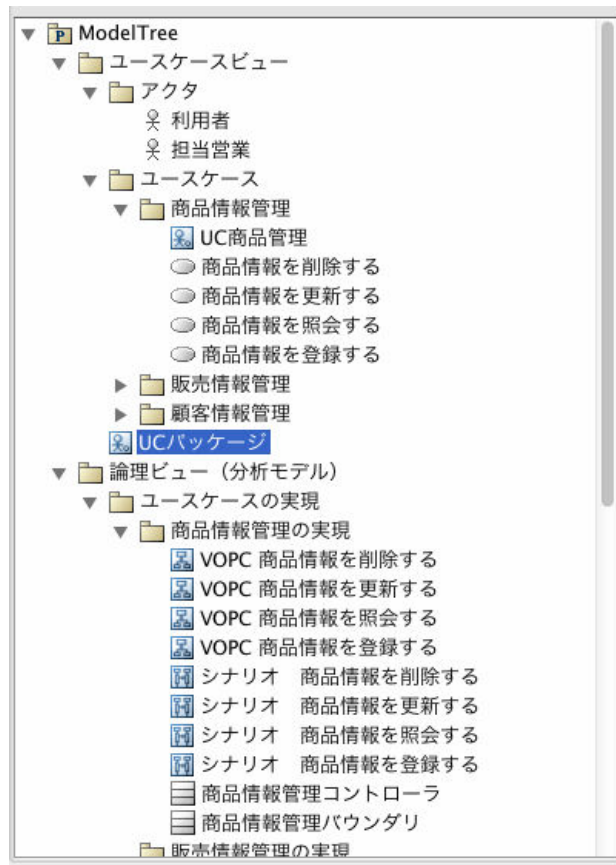 ModelTree
ユースケースビュー
アクタ
利用者
担当営業
ユースケース
商品情報管理
UC商品管理
商品情報を削除する
商品情報を更新する
商品情報を照会する
商品情報を登録する
販売情報管理
顧客情報管理
UCパッケージ
論理ビュー（分析モデル）
ユースケースの実現
商品情報管理の実現
VOPC 商品情報を削除する
VOPC 商品情報を更新する
VOPC 商品情報を照会する
VOPC 商品情報を登録する
シナリオ　商品情報を削除する
シナリオ　商品情報を更新する
シナリオ　商品情報を照会する
シナリオ　商品情報を登録する
商品情報管理コントローラ
商品情報管理バウンダリ
販売情報管理の実現